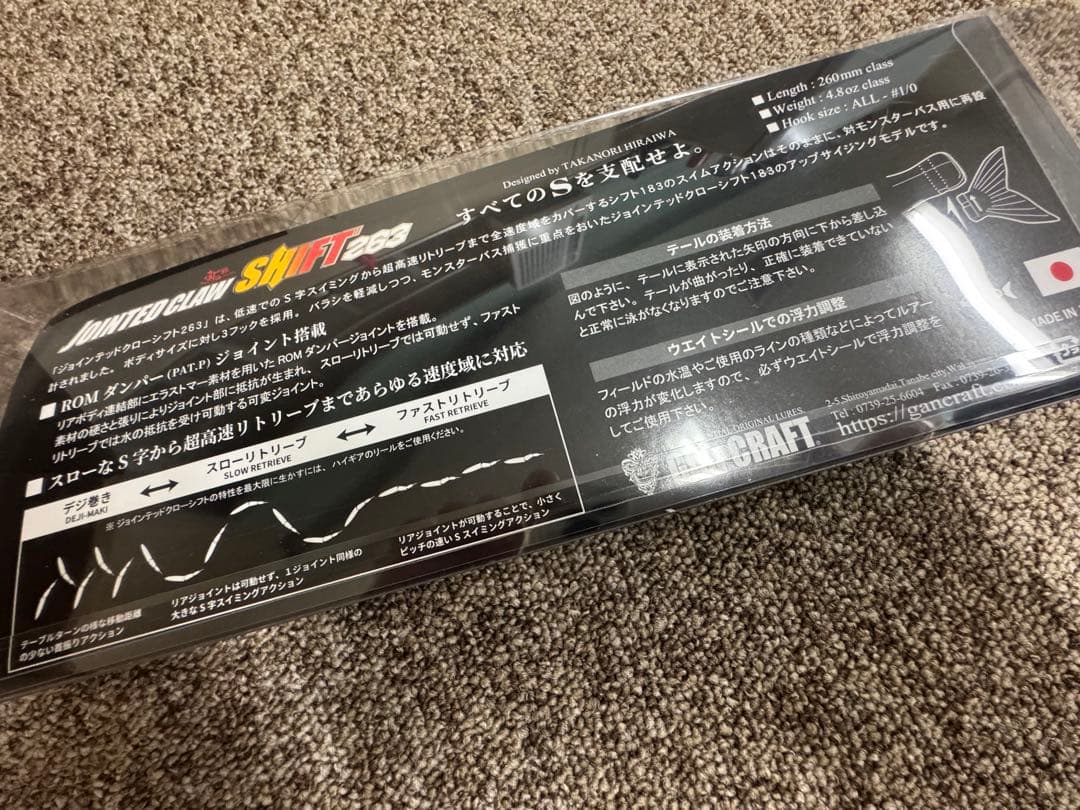 JOINTED CLAW SHIFT 263
Designed by TAKANORI HIRAIWA
すべてのSを支配せよ。
■ Length : 260mm class
■ Weight : 4.8oz class
■ Hook size : ALL - #1/0
「ジョインテッドクローシフト263」は、低速でのS字スイミングから超高速リトリーブまで全速度域をカバーするシフト183のスイムアクションはそのままに、対モンスターバス用に再設
計されました。ボディサイズに対し3フックを採用。バラシを軽減しつつ、モンスターバス捕獲に重点をおいたジョインテッドクローシフト183のアップサイジングモデルです。
■ ROM ダンパー(PAT.P) ジョイント搭載
リアボディ連結部にエラストマー素材を用いたROMダンパージョイントを搭載。
素材の硬さと張りによりジョイント部に抵抗が生まれ、スローリトリーブでは可動せず、ファスト
リトリーブでは水の抵抗を受け可動する可変ジョイント。
■ スローなS字から超高速リトリーブまであらゆる速度域に対応
デジ巻き ↔ スローリトリーブ ↔ ファストリトリーブ
DEJI-MAKI SLOW RETRIEVE FAST RETRIEVE
※ ジョインテッドクローシフトの特性を最大限に生かすには、ハイギアのリールをご使用ください。
テーブルターンの様な移動距離
の少ない首振りアクション
リアジョイントは可動せず、1ジョイント同様の
大きなS字スイミングアクション
リアジョイントが可動することで、小さく
ピッチの速いSスイミングアクション
テールの装着方法
図のように、テールに表示された矢印の方向に下から差し込
んで下さい。テールが曲がったり、正確に装着できていない
と正常に泳がなくなりますのでご注意下さい。
ウエイトシールでの浮力調整
フィールドの水温やご使用のラインの種類などによってルアー
の浮力が変化しますので、必ずウエイトシールで浮力調整を
してご使用下さい。
ORIGINAL LURES
GANCRAFT
2-5 Shiroyamadai Tanabe city
Tel : 0739-25-6604 Fax : 0739-26-
https://gancraft.
MADE IN